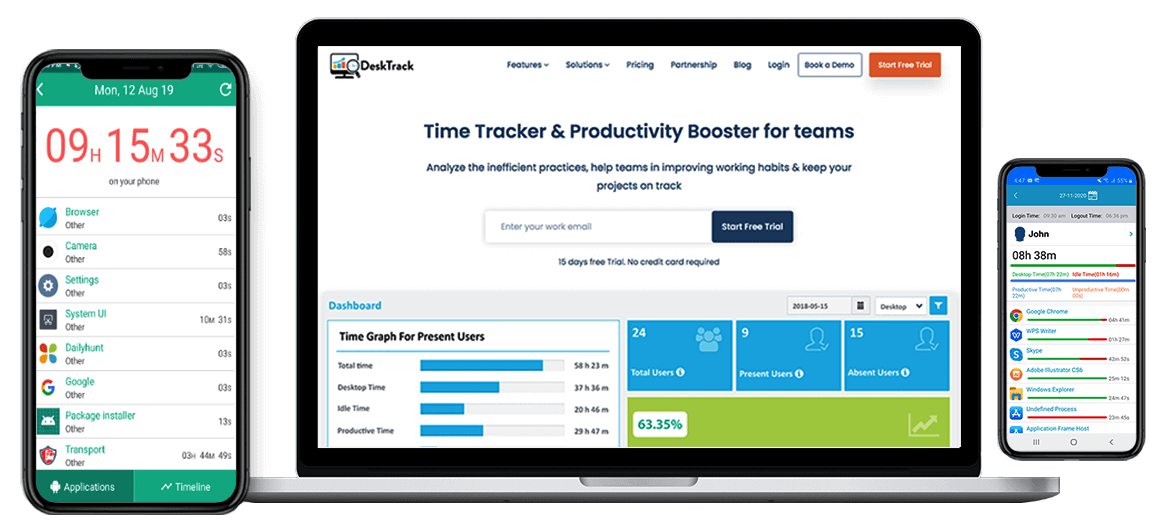 Mon, 12 Aug 19
09H 15M 33S
on your phone
Browser
Other
03s
Camera
Other
58s
Settings
Other
03s
System UI
Other
10M 31s
Dailyhunt
Other
03s
Google
Other
03s
Package installer
Other
13s
Transport
Other
03H 44M 49s
Applications
Timeline
DeskTrack
Features
Solutions
Pricing
Partnership
Blog
Login
Book a Demo
Start Free Trial
Time Tracker & Productivity Booster for teams
Analyze the inefficient practices, help teams in improving working habits & keep your
projects on track
Enter your work email
Start Free Trial
15 days free Trial. No credit card required
Dashboard
2018-05-15
Desktop
Time Graph For Present Users
Total time
58 h 23 m
Desktop Time
37 h 36 m
Idle Time
20 h 46 m
Productive Time
29 h 47 m
24
Total Users
9
Present Users
15
Absent Users
63.35%
4:47
55%
27-11-2020
Login Time: 09:30 am Logout Time: 06:36 pm
John
08h 38m
Desktop Time(07h 22m) Idle Time(01h 16m)
Productive Time(07h
22m)
Unproductive Time(00m
00s)
Google Chrome
04h 41m
WPS Writer
01h 27m
Skype
42m 52s
Adobe Illustrator CS6
25m 12s
Windows Explorer
24m 47s
Undefined Process
23m 45s
Application Frame Host